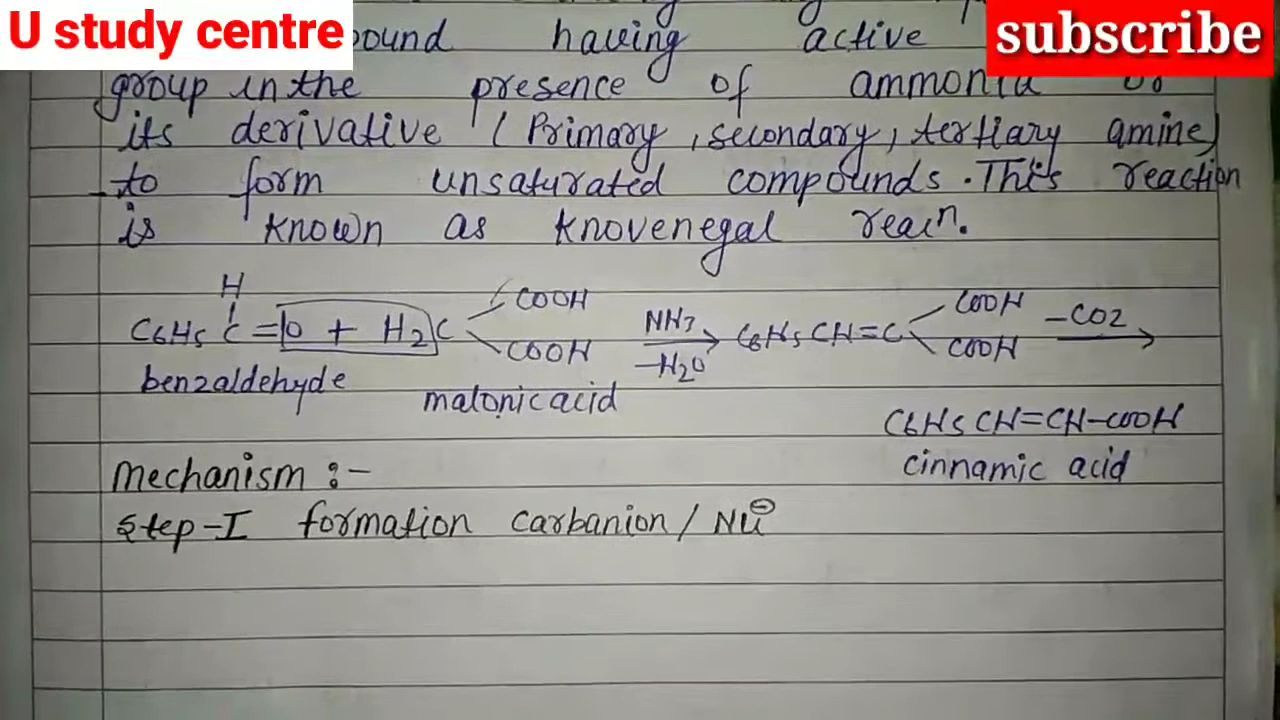 U study centre
subscribe
pound having active
group in the presence of ammonia or
its derivative (Primary, secondary, tertiary amine)
to form unsaturated compounds. This reaction
is known as knovenegal reacn.
H
C6H5 C=O + H2C COOH COOH NH3 -H2O C6H5CH=C COOH COOH -CO2
benzaldehyde
malonic acid
C6H5CH=CH-COOH
cinnamic acid
Mechanism :-
Step-I formation carbanion / Nu⊖